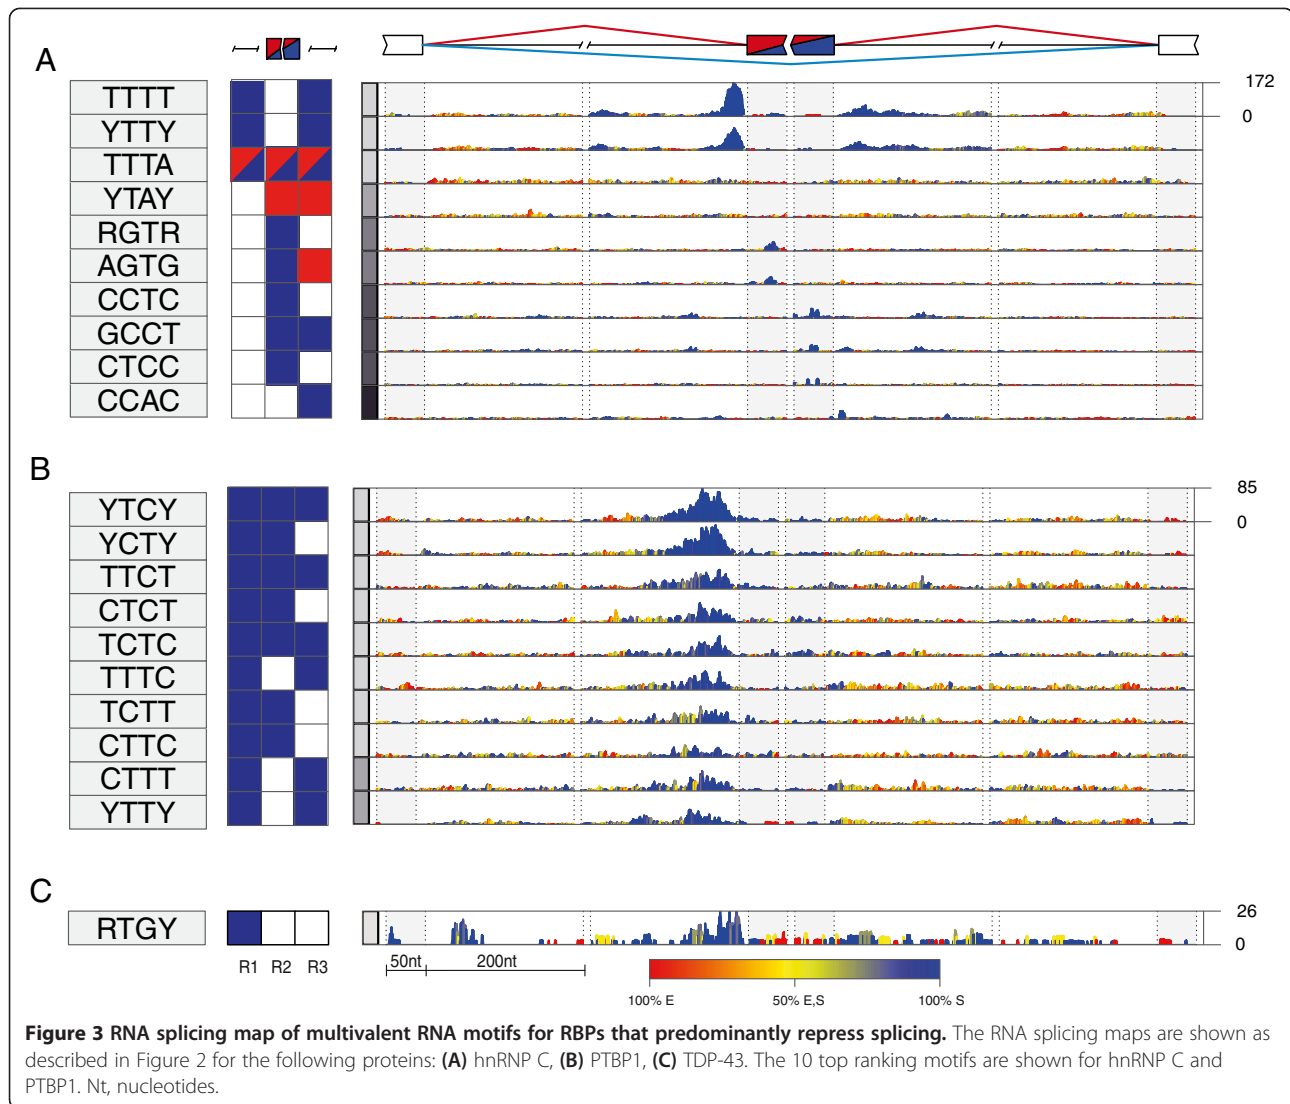 A
TTTT
YTTY
TTTA
YTAY
RGTR
AGTG
CCTC
GCCT
CTCC
CCAC
172
0
B
YTCY
YCTY
TTCT
CTCT
TCTC
TTTC
TCTT
CTTC
CTTT
YTTY
85
0
C
RTGY
R1 R2 R3
26
0
50nt 200nt
100% E 50% E,S 100% S
Figure 3 RNA splicing map of multivalent RNA motifs for RBPs that predominantly repress splicing. The RNA splicing maps are shown as
described in Figure 2 for the following proteins: (A) hnRNP C, (B) PTBP1, (C) TDP-43. The 10 top ranking motifs are shown for hnRNP C and
PTBP1. Nt, nucleotides.